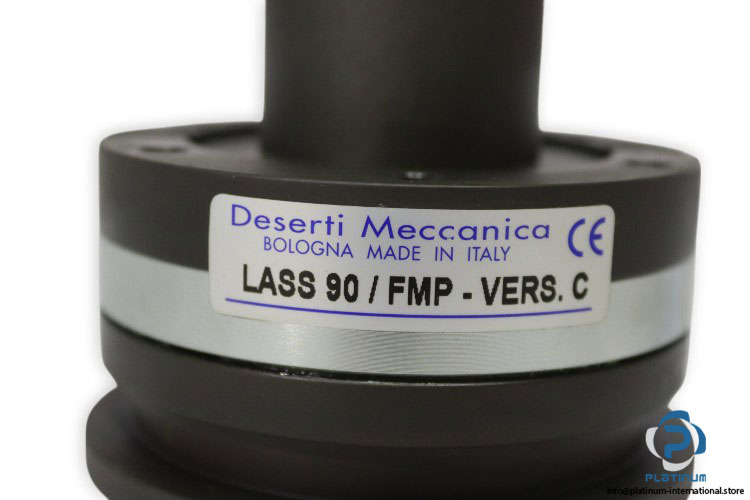 Deserti Meccanica CE
BOLOGNA MADE IN ITALY
LASS 90 / FMP - VERS. C
PLATINUM
info@platinum-international.store